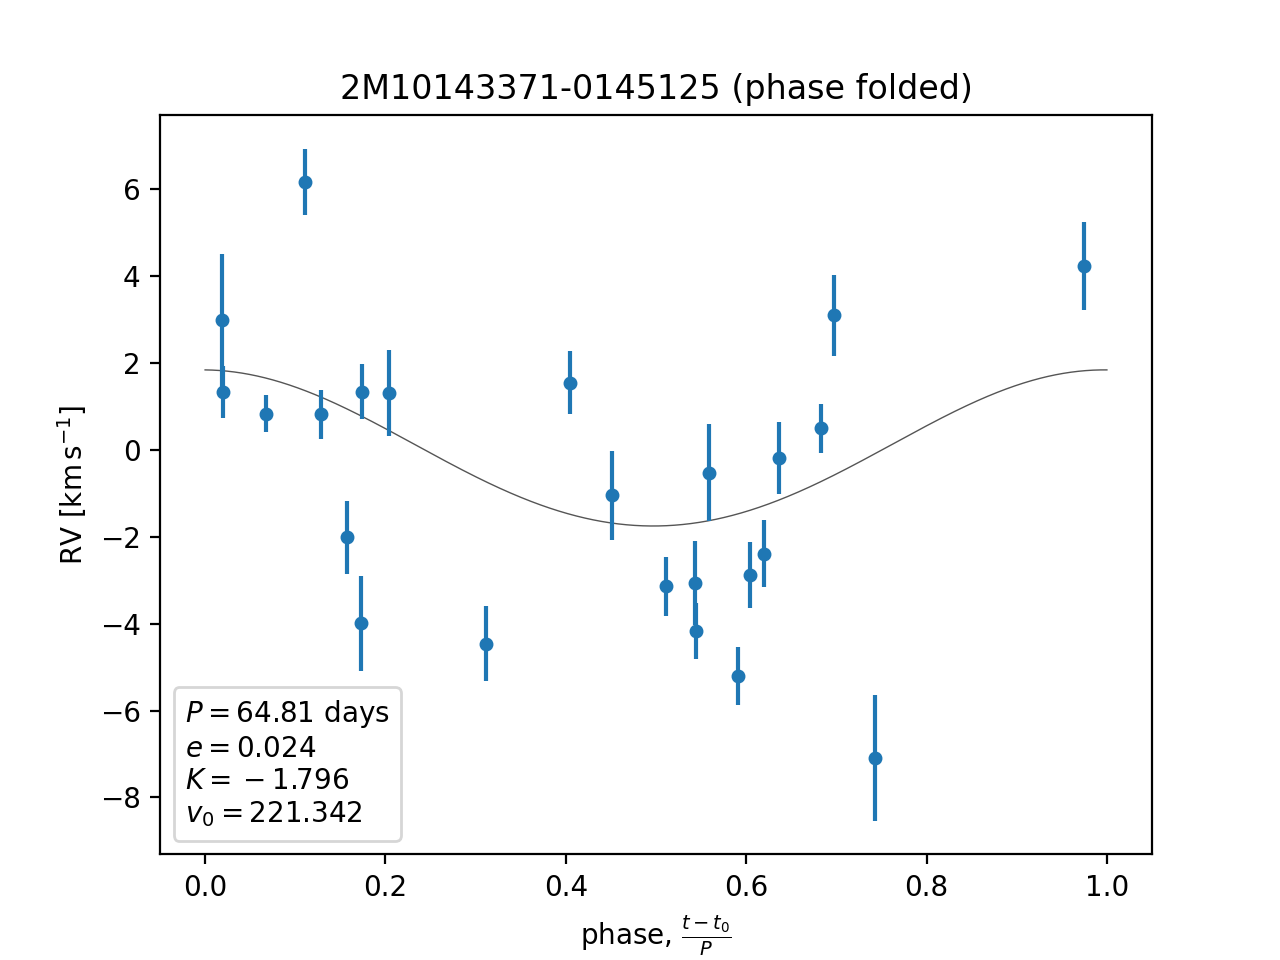 2M10143371-0145125 (phase folded)
RV [km s⁻¹]
6
4
2
0
−2
−4
−6
−8
P = 64.81 days
e = 0.024
K = −1.796
v₀ = 221.342
0.0 0.2 0.4 0.6 0.8 1.0
phase, (t − t₀)/P